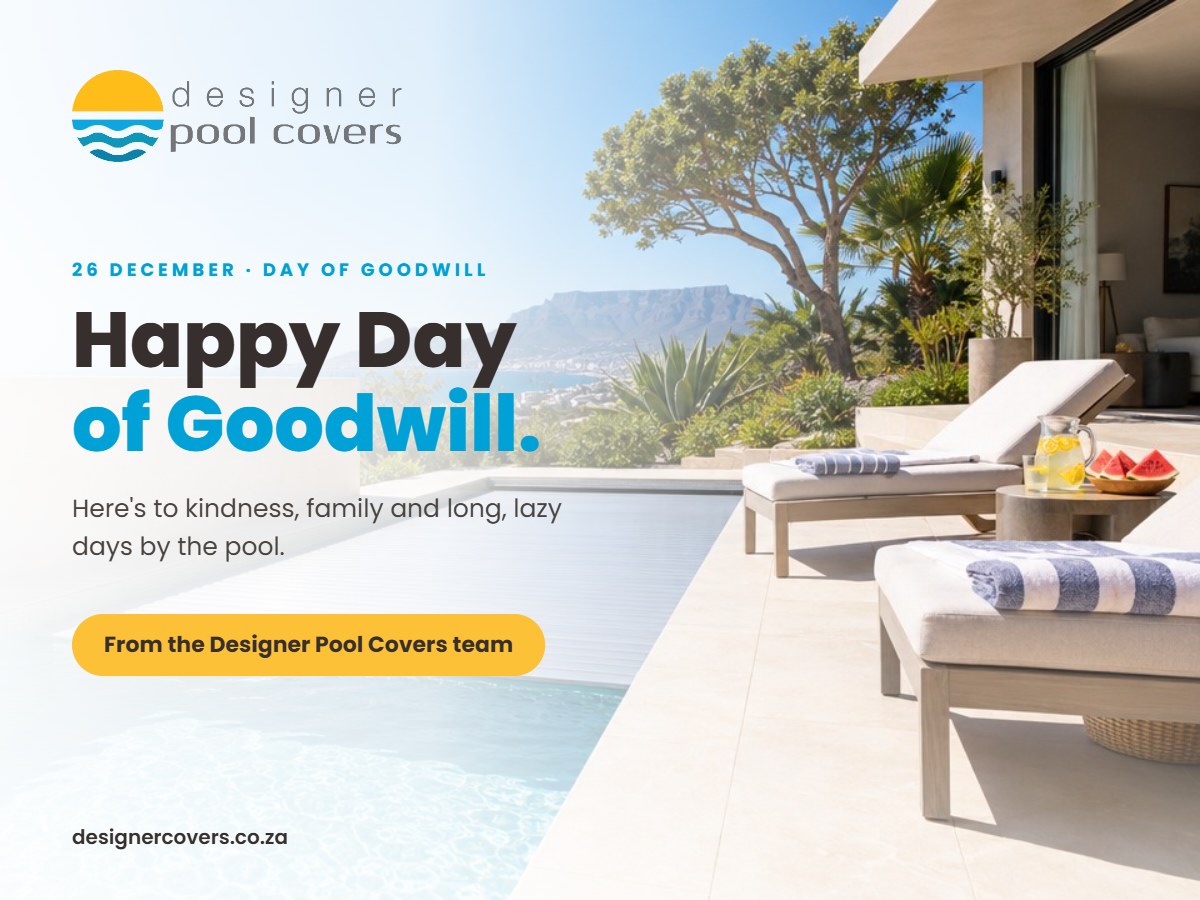 designer
pool covers
26 DECEMBER · DAY OF GOODWILL
Happy Day
of Goodwill.
Here's to kindness, family and long, lazy
days by the pool.
From the Designer Pool Covers team
designercovers.co.za